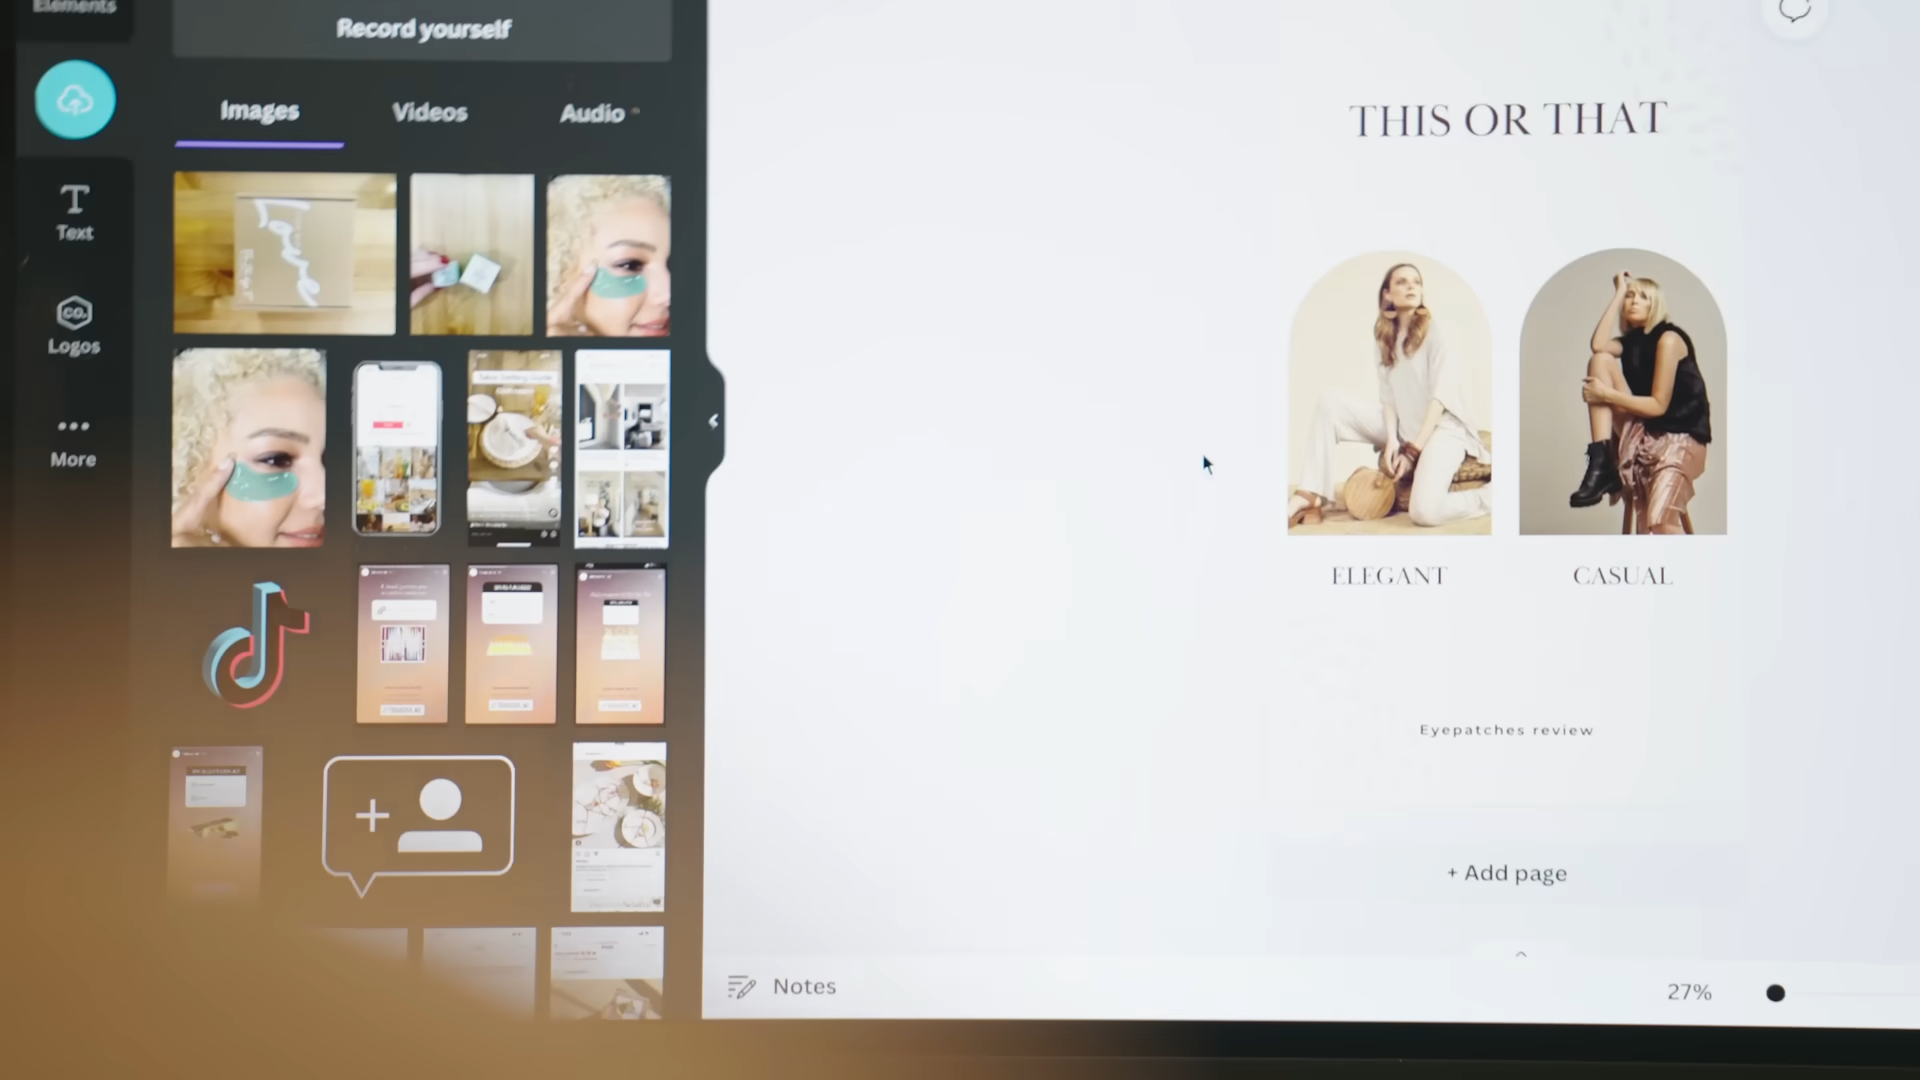 Elements
Record yourself
Images
Videos
Audio
Text
CO.
Logos
More
THIS OR THAT
ELEGANT
CASUAL
Eyepatches review
+ Add page
Notes
27%